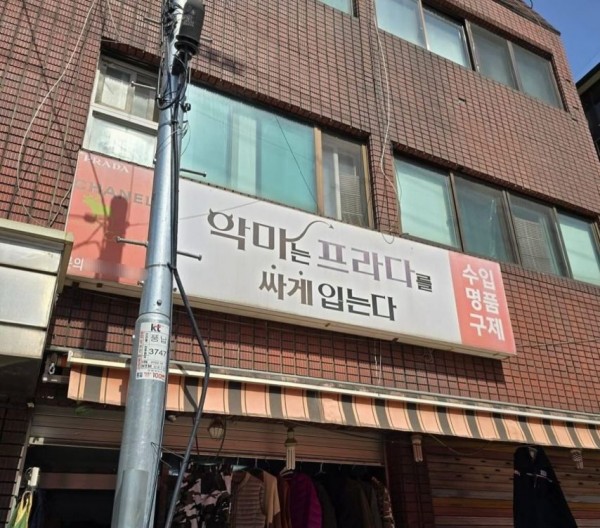 PRADA
CHANEL
의
악마는 프라다를
싸게 입는다
수입
명품
구제
kt
3747